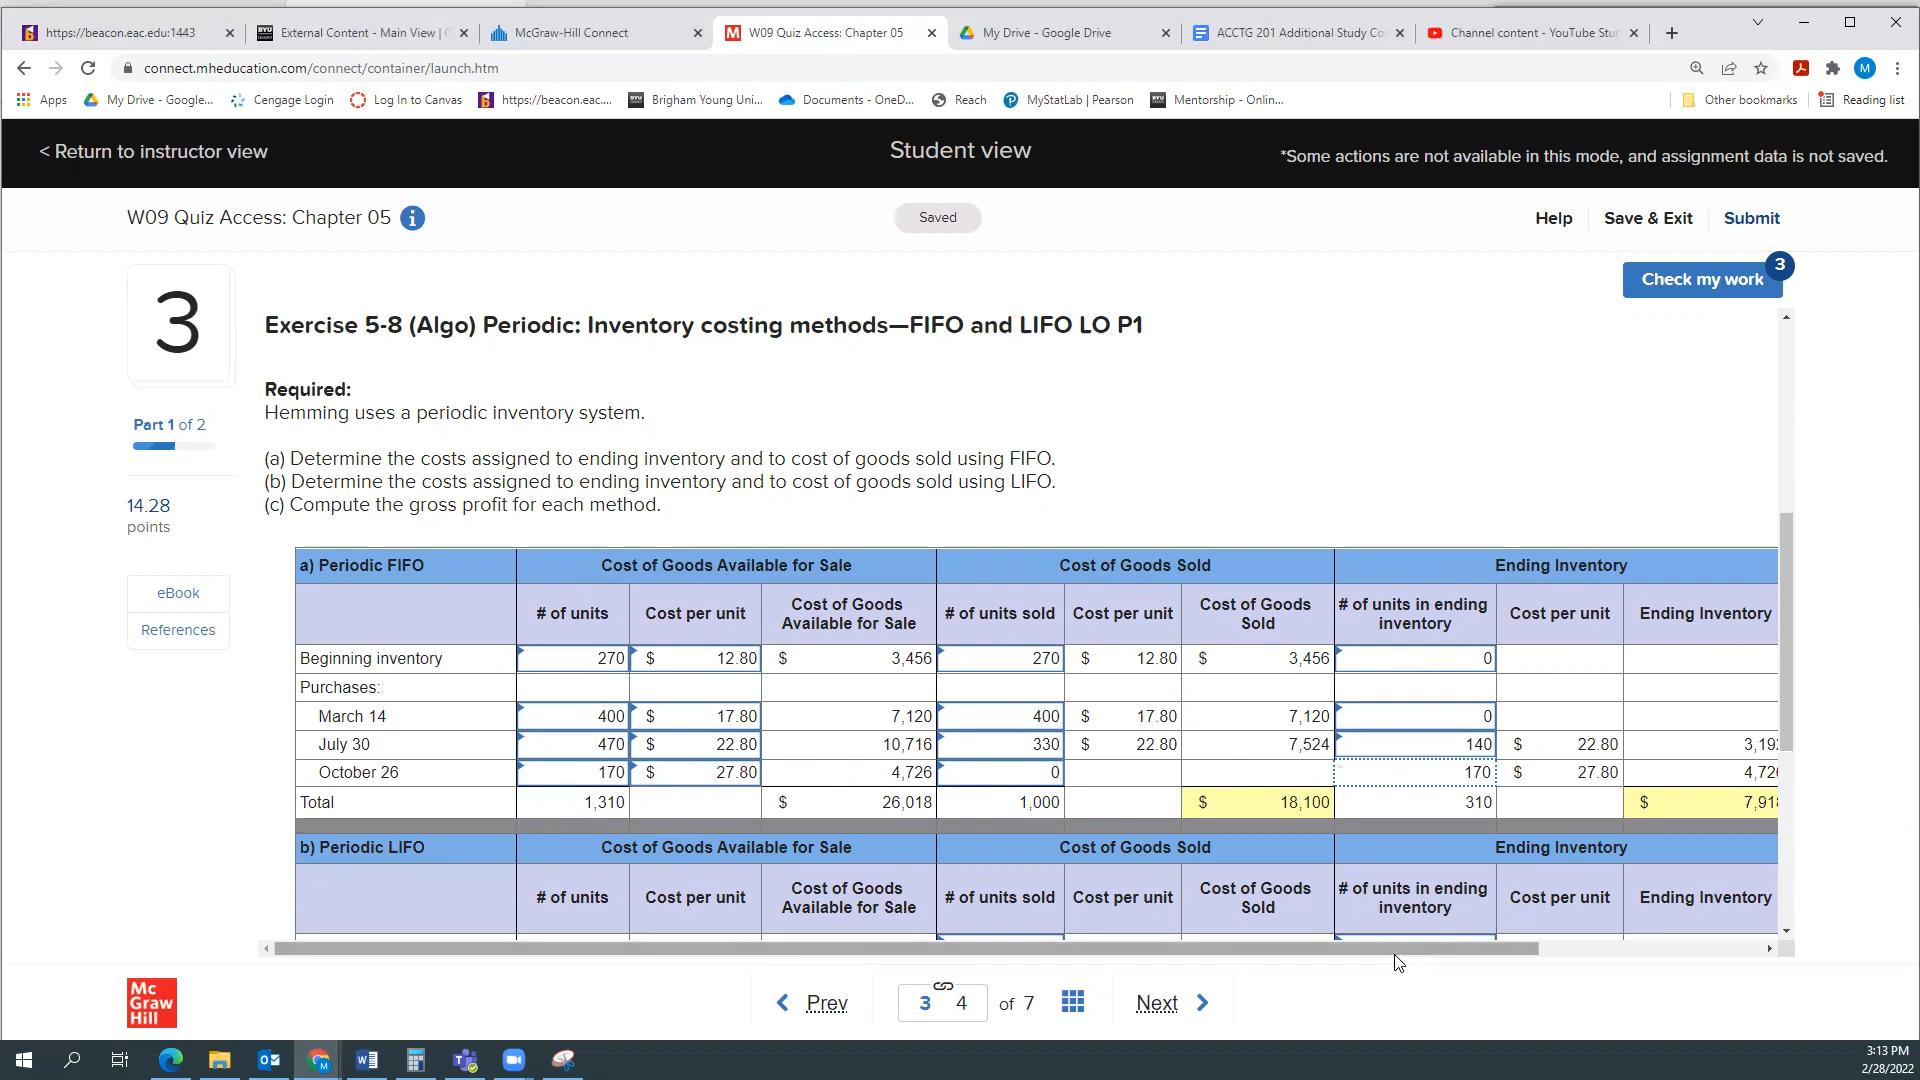 https://beacon.eac.edu:1443
External Content - Main View |
McGraw-Hill Connect
W09 Quiz Access: Chapter 05
My Drive - Google Drive
ACCTG 201 Additional Study Co
Channel content - YouTube Stu
connect.mheducation.com/connect/container/launch.htm
M
Apps
My Drive - Google...
Cengage Login
Log In to Canvas
https://beacon.eac....
Brigham Young Uni...
Documents - OneD...
Reach
MyStatLab | Pearson
Mentorship - Onlin...
Other bookmarks
Reading list
< Return to instructor view
Student view
*Some actions are not available in this mode, and assignment data is not saved.
W09 Quiz Access: Chapter 05
Saved
Help
Save & Exit
Submit
3
Check my work
3
Part 1 of 2
14.28
points
eBook
References
Exercise 5-8 (Algo) Periodic: Inventory costing methods—FIFO and LIFO LO P1
Required:
Hemming uses a periodic inventory system.
(a) Determine the costs assigned to ending inventory and to cost of goods sold using FIFO.
(b) Determine the costs assigned to ending inventory and to cost of goods sold using LIFO.
(c) Compute the gross profit for each method.
a) Periodic FIFO Cost of Goods Available for Sale Cost of Goods Sold Ending Inventory
# of units Cost per unit Cost of Goods Available for Sale # of units sold Cost per unit Cost of Goods Sold # of units in ending inventory Cost per unit Ending Inventory
Beginning inventory 270 $ 12.80 $ 3,456 270 $ 12.80 $ 3,456 0
Purchases:
March 14 400 $ 17.80 7,120 400 $ 17.80 7,120 0
July 30 470 $ 22.80 10,716 330 $ 22.80 7,524 140 $ 22.80 3,19
October 26 170 $ 27.80 4,726 0 170 $ 27.80 4,72
Total 1,310 $ 26,018 1,000 $ 18,100 310 $ 7,91
b) Periodic LIFO Cost of Goods Available for Sale Cost of Goods Sold Ending Inventory
# of units Cost per unit Cost of Goods Available for Sale # of units sold Cost per unit Cost of Goods Sold # of units in ending inventory Cost per unit Ending Inventory
Mc
Graw
Hill
Prev
3 4 of 7
Next
3:13 PM
2/28/2022